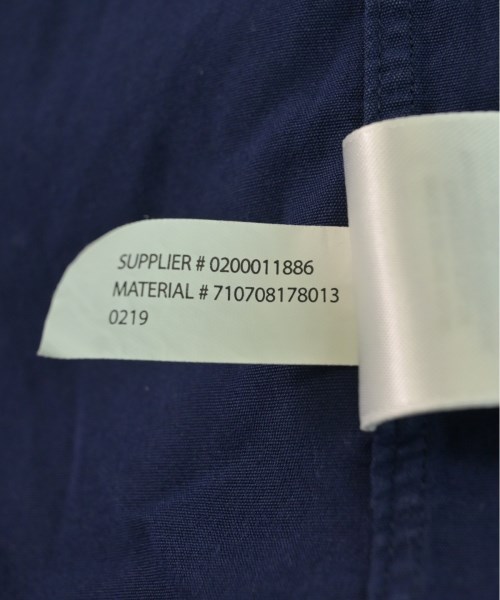 SUPPLIER # 0200011886
MATERIAL # 710708178013
0219